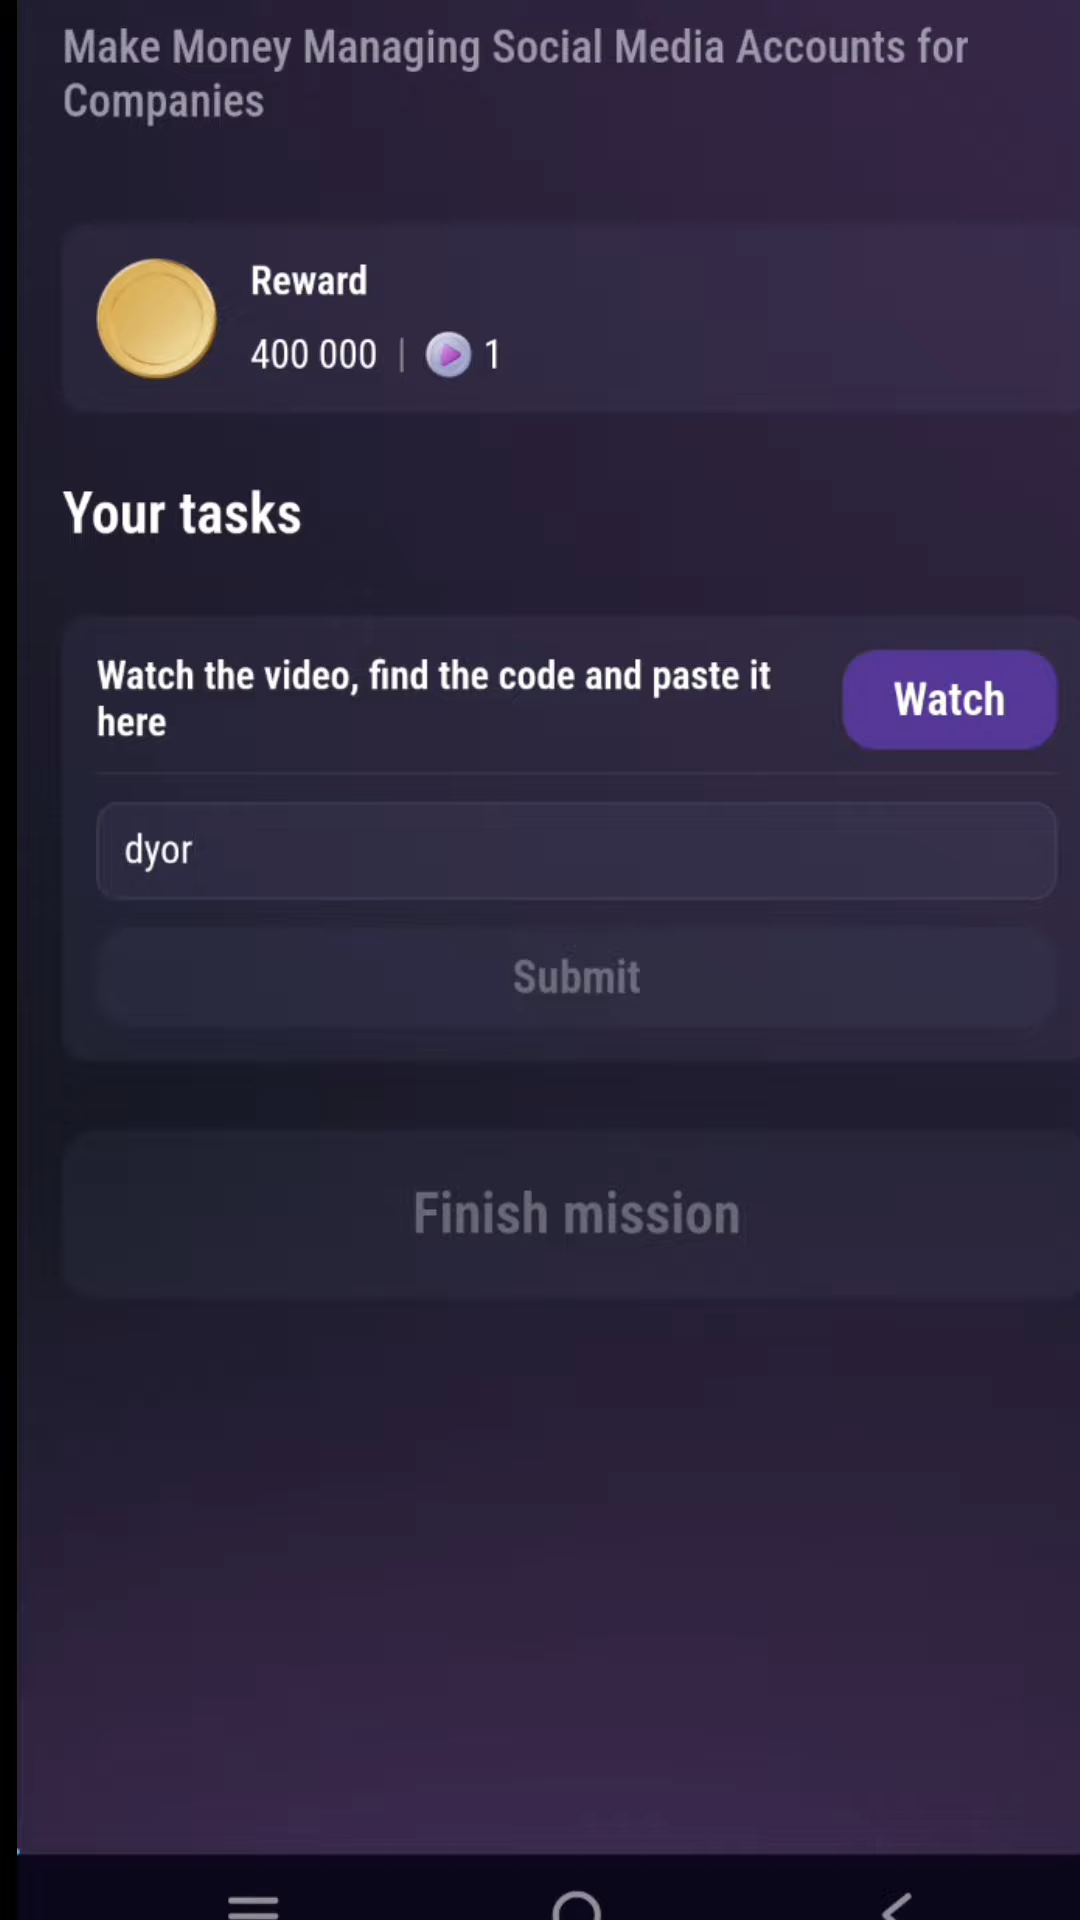 Make Money Managing Social Media Accounts for
Companies
Reward
400 000 | 1
Your tasks
Watch the video, find the code and paste it
here
Watch
dyor
Submit
Finish mission